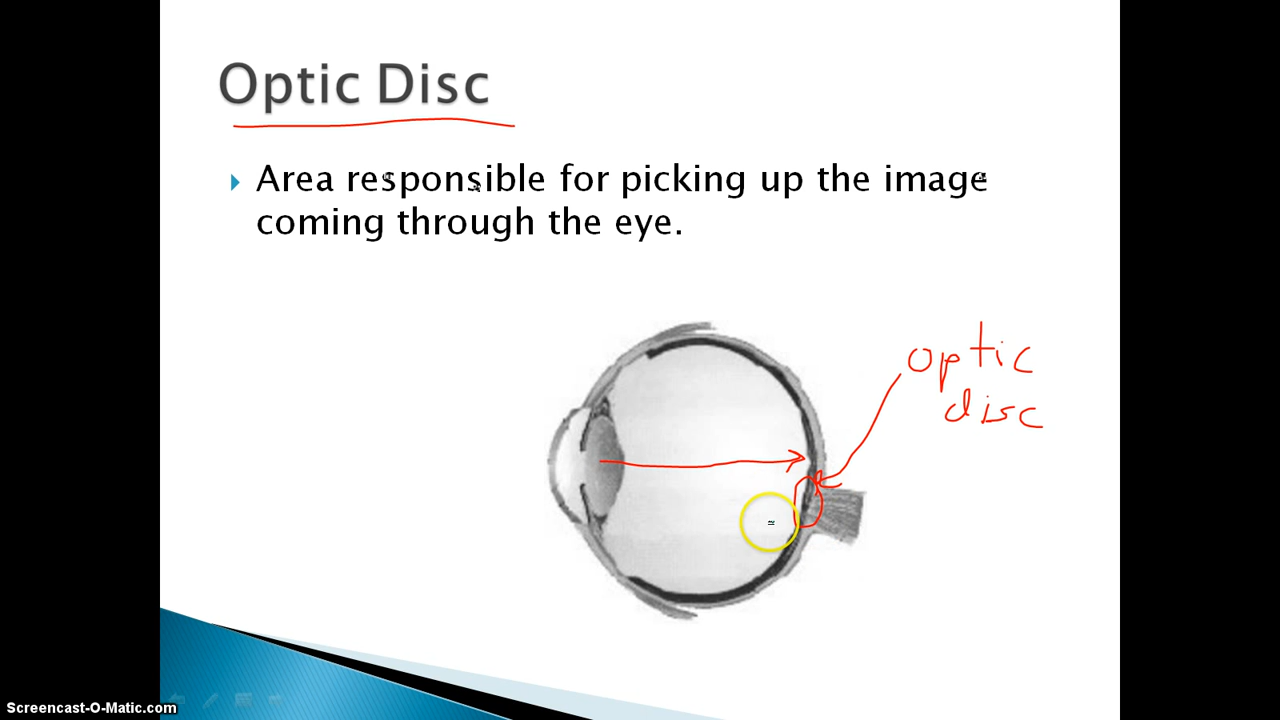 Optic Disc
Area responsible for picking up the image
coming through the eye.
optic
disc
Screencast-O-Matic.com